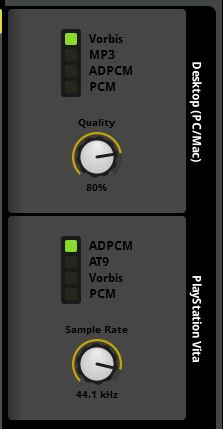 Vorbis
MP3
ADPCM
PCM
Quality
80%
Desktop (PC/Mac)
ADPCM
AT9
Vorbis
PCM
Sample Rate
44.1 kHz
PlayStation Vita